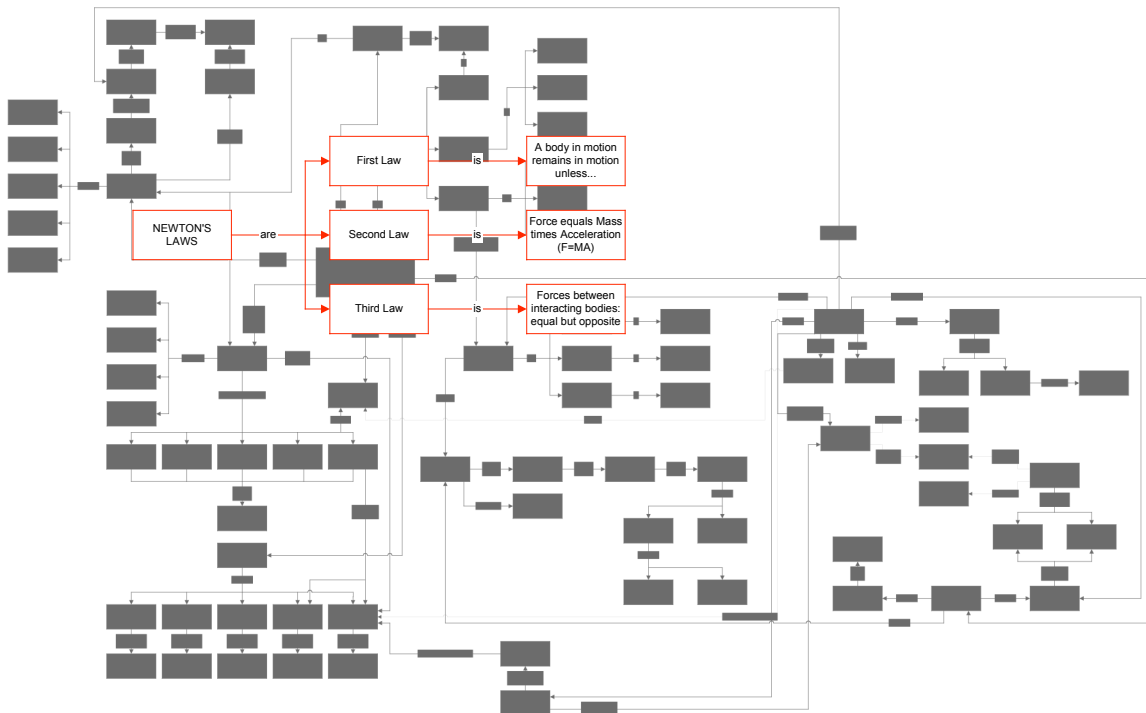 First Law
is
A body in motion
remains in motion
unless...
NEWTON'S
LAWS
are
Second Law
is
Force equals Mass
times Acceleration
(F=MA)
Third Law
is
Forces between
interacting bodies:
equal but opposite